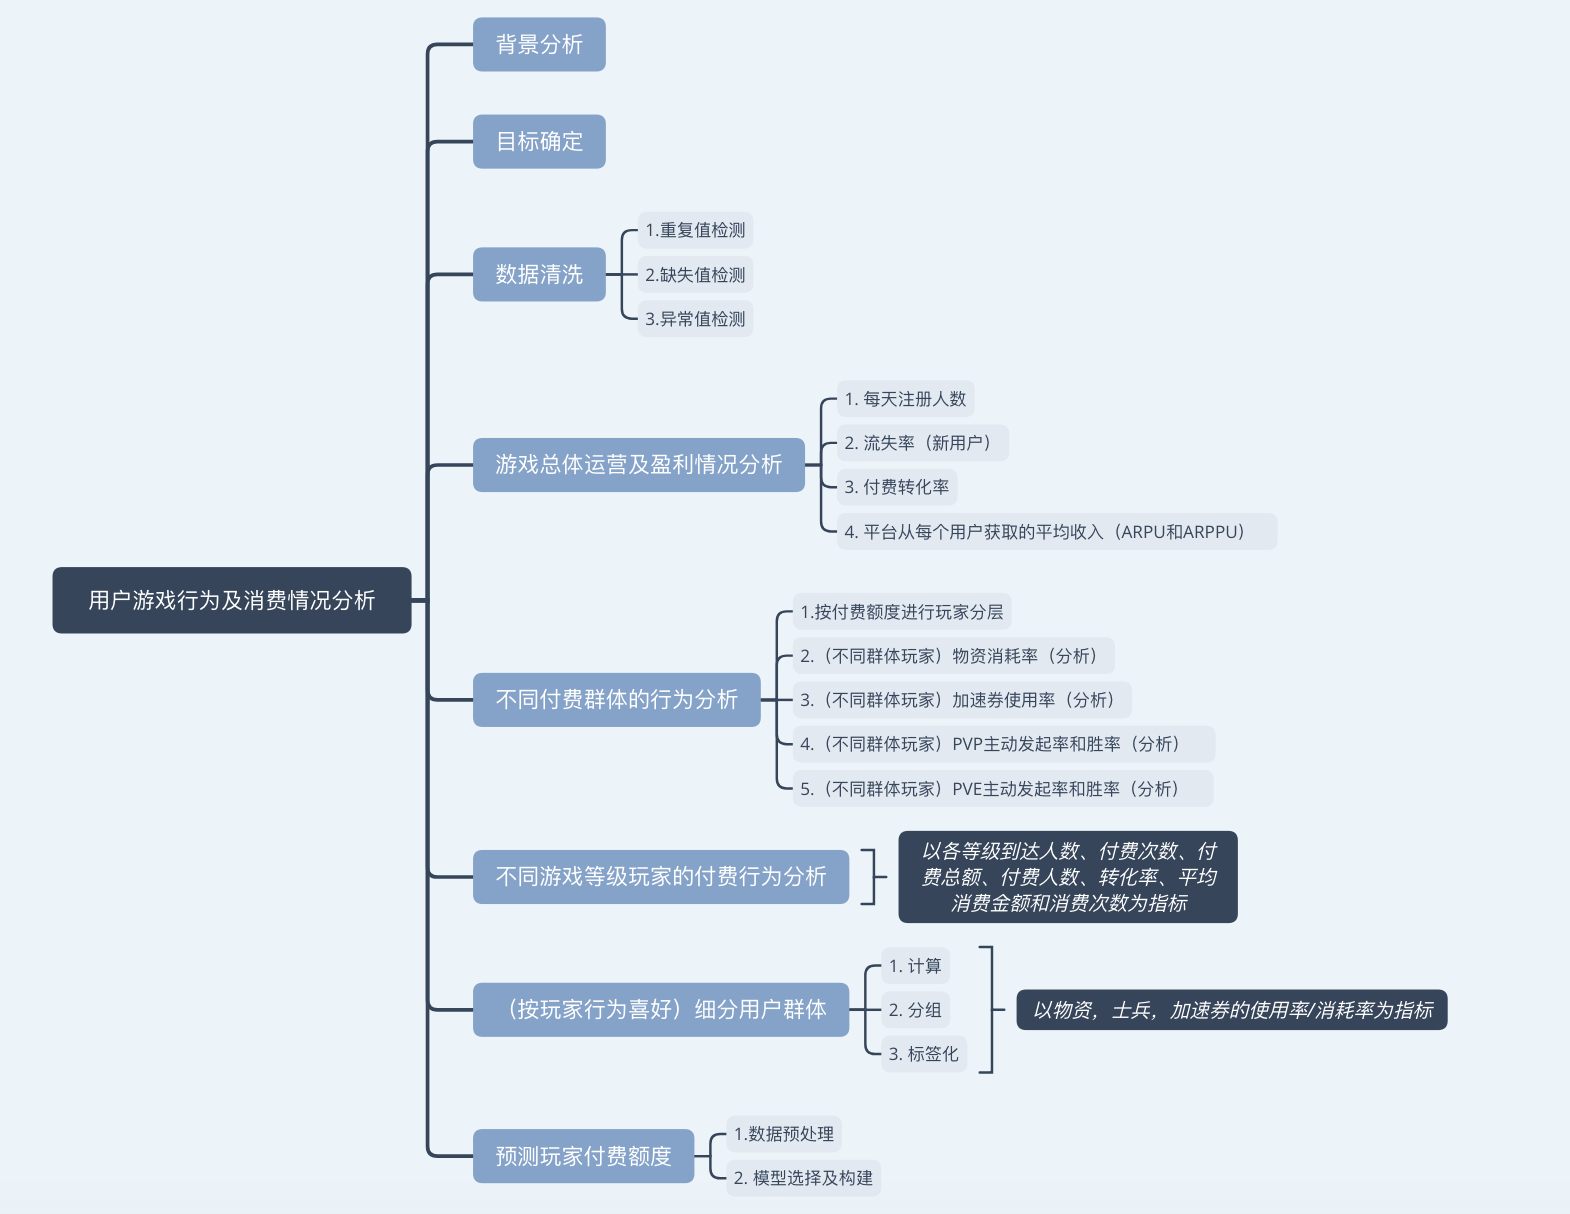 背景分析
目标确定
数据清洗
1.重复值检测
2.缺失值检测
3.异常值检测
游戏总体运营及盈利情况分析
1. 每天注册人数
2. 流失率（新用户）
3. 付费转化率
4. 平台从每个用户获取的平均收入（ARPU和ARPPU）
用户游戏行为及消费情况分析
不同付费群体的行为分析
1.按付费额度进行玩家分层
2.（不同群体玩家）物资消耗率（分析）
3.（不同群体玩家）加速券使用率（分析）
4.（不同群体玩家）PVP主动发起率和胜率（分析）
5.（不同群体玩家）PVE主动发起率和胜率（分析）
不同游戏等级玩家的付费行为分析
以各等级到达人数、付费次数、付
费总额、付费人数、转化率、平均
消费金额和消费次数为指标
（按玩家行为喜好）细分用户群体
1. 计算
2. 分组
3. 标签化
以物资，士兵，加速券的使用率/消耗率为指标
预测玩家付费额度
1.数据预处理
2. 模型选择及构建